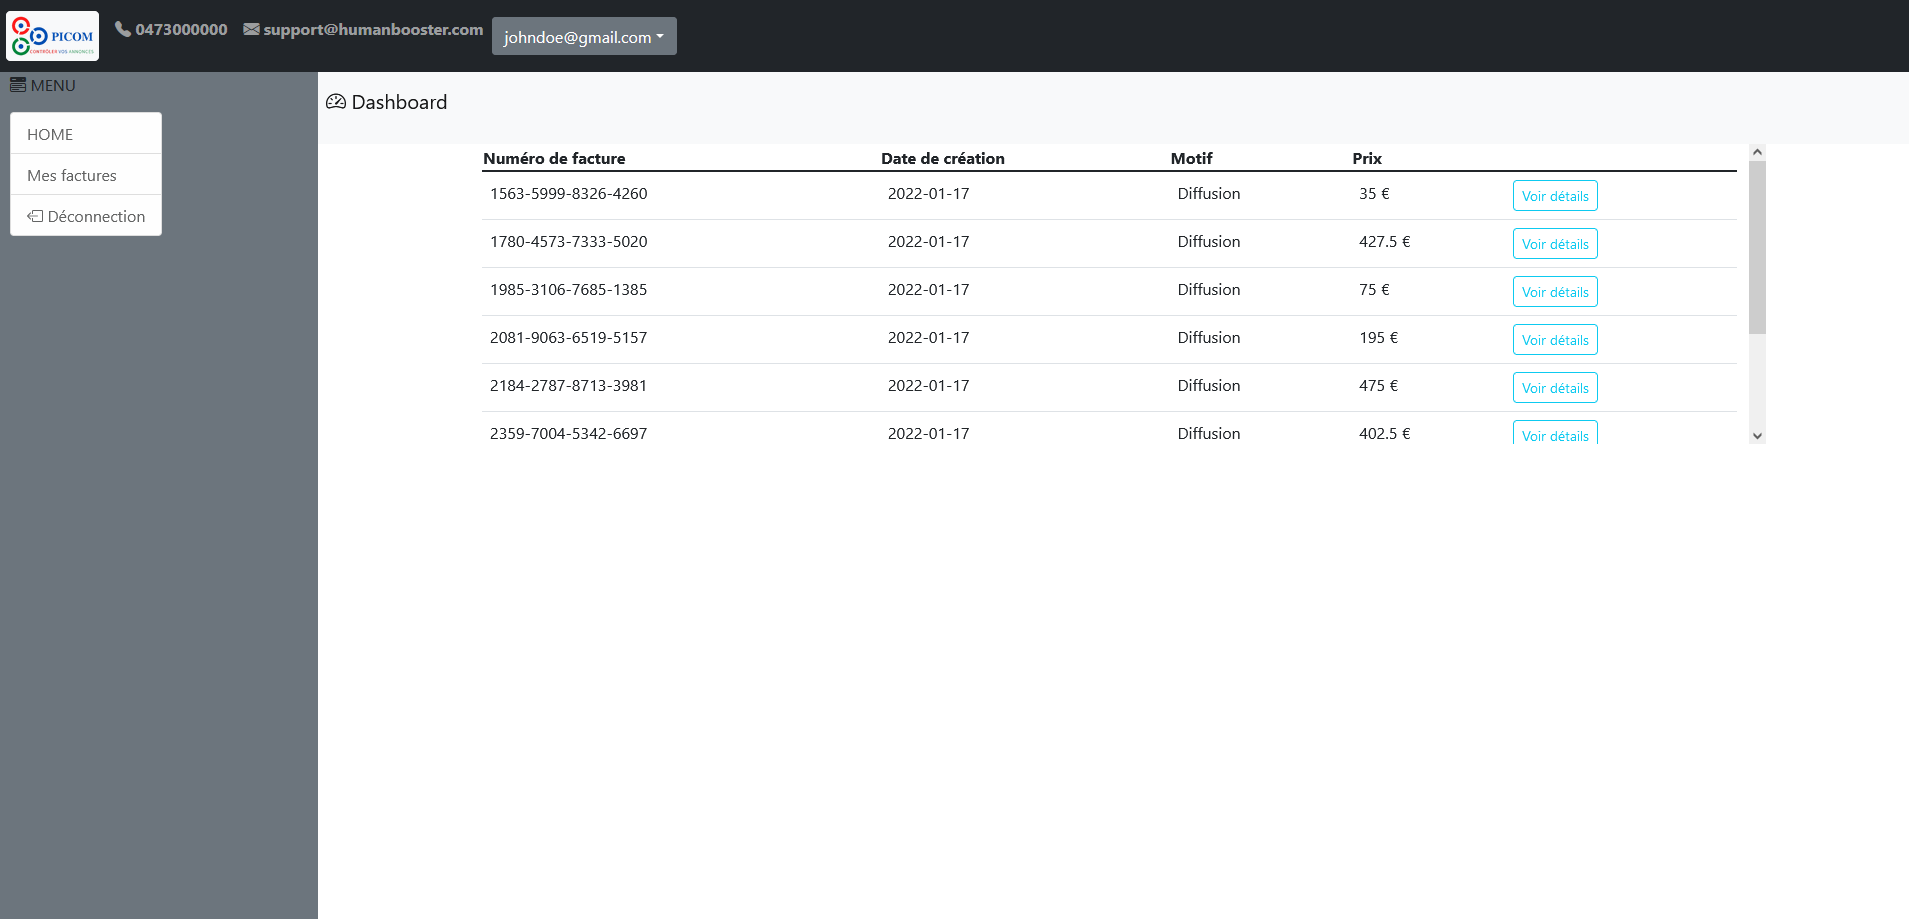 PICOM
CONTRÔLER VOS ANNONCES
0473000000
support@humanbooster.com
johndoe@gmail.com
MENU
HOME
Mes factures
Déconnection
Dashboard
Numéro de facture Date de création Motif Prix
1563-5999-8326-4260 2022-01-17 Diffusion 35 € Voir détails
1780-4573-7333-5020 2022-01-17 Diffusion 427.5 € Voir détails
1985-3106-7685-1385 2022-01-17 Diffusion 75 € Voir détails
2081-9063-6519-5157 2022-01-17 Diffusion 195 € Voir détails
2184-2787-8713-3981 2022-01-17 Diffusion 475 € Voir détails
2359-7004-5342-6697 2022-01-17 Diffusion 402.5 € Voir détails